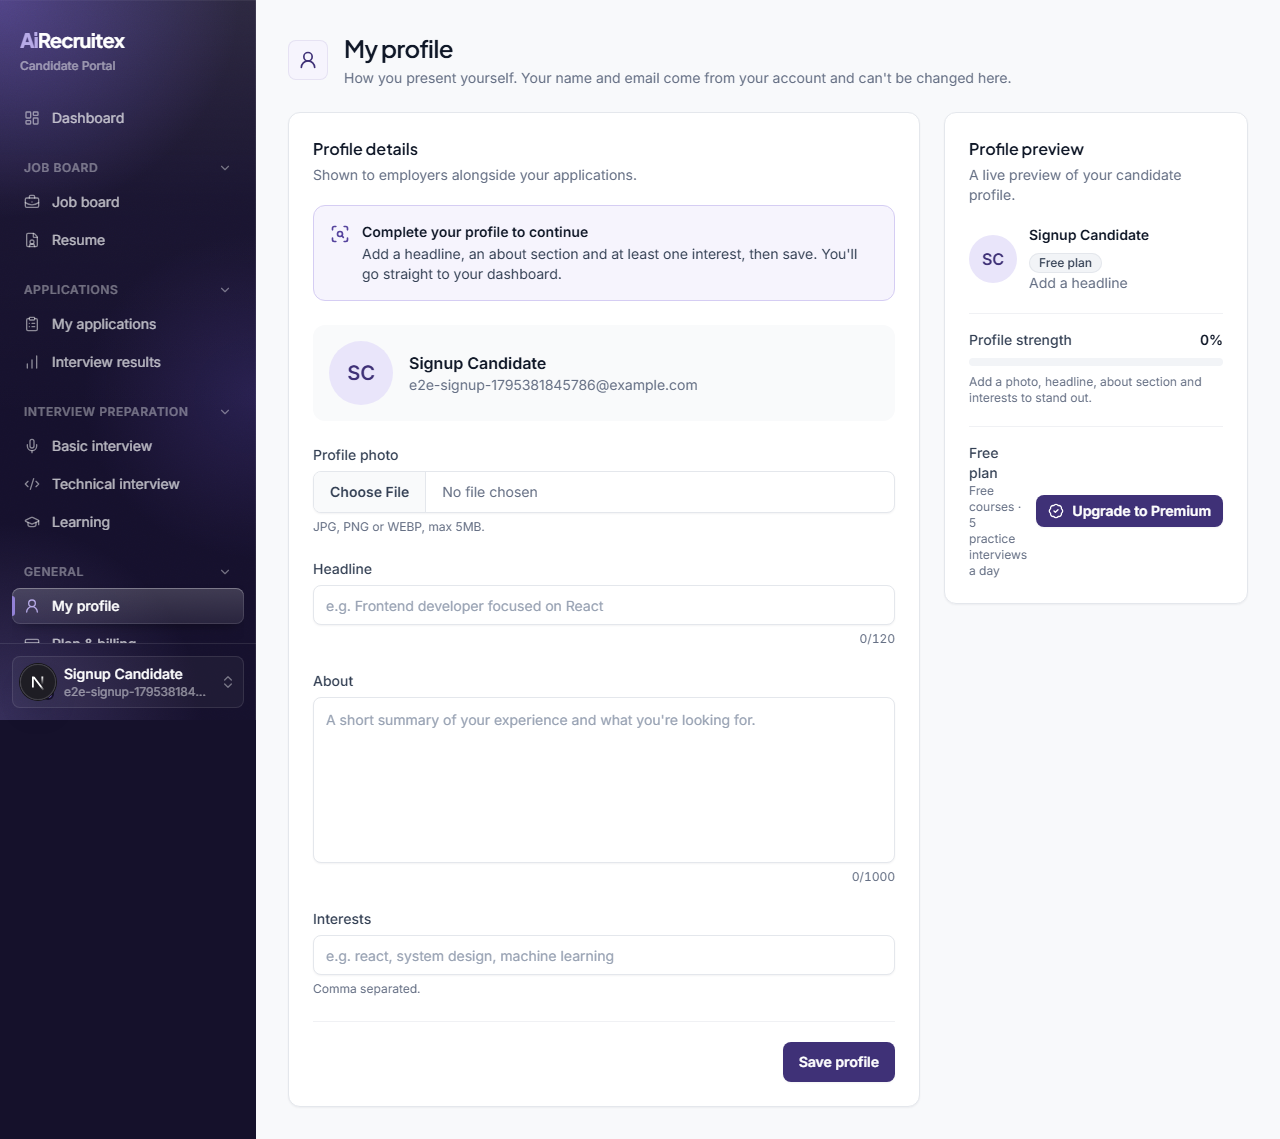 AiRecruitex
Candidate Portal
Dashboard
JOB BOARD
Job board
Resume
APPLICATIONS
My applications
Interview results
INTERVIEW PREPARATION
Basic interview
Technical interview
Learning
GENERAL
My profile
Plan & billing
N
Signup Candidate
e2e-signup-179538184...
My profile
How you present yourself. Your name and email come from your account and can't be changed here.
Profile details
Shown to employers alongside your applications.
Complete your profile to continue
Add a headline, an about section and at least one interest, then save. You'll
go straight to your dashboard.
SC
Signup Candidate
e2e-signup-1795381845786@example.com
Profile photo
Choose File
No file chosen
JPG, PNG or WEBP, max 5MB.
Headline
e.g. Frontend developer focused on React
0/120
About
A short summary of your experience and what you're looking for.
0/1000
Interests
e.g. react, system design, machine learning
Comma separated.
Save profile
Profile preview
A live preview of your candidate
profile.
SC
Signup Candidate
Free plan
Add a headline
Profile strength
0%
Add a photo, headline, about section and
interests to stand out.
Free
plan
Free
courses ·
5
practice
interviews
a day
Upgrade to Premium